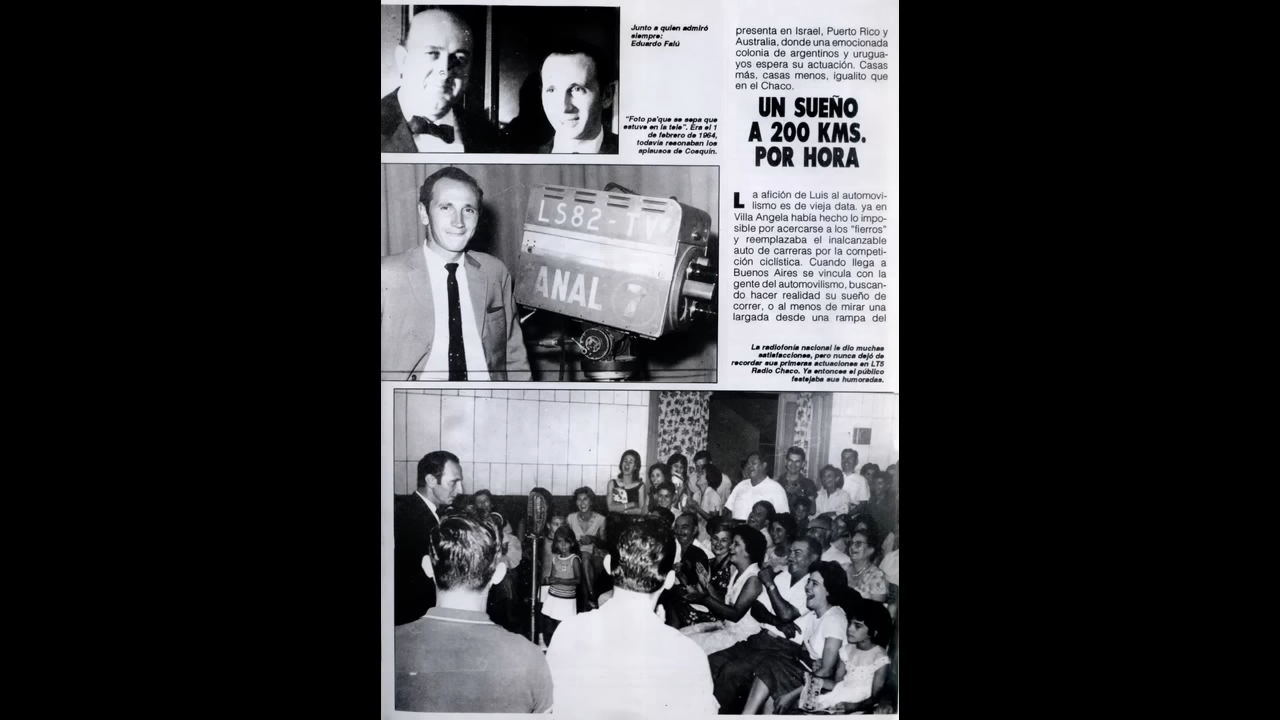 Junto a quien admiró
siempre:
Eduardo Falú
"Foto pa'que se sepa que
estuve en la tele". Era el 1
de febrero de 1964,
todavía resonaban los
aplausos de Cosquín.
LS82-TV
ANAL 7
presenta en Israel, Puerto Rico y
Australia, donde una emocionada
colonia de argentinos y urugua-
yos espera su actuación. Casas
más, casas menos, igualito que
en el Chaco.
UN SUEÑO
A 200 KMS.
POR HORA
La afición de Luis al automovi-
lismo es de vieja data. ya en
Villa Angela había hecho lo impo-
sible por acercarse a los "fierros"
y reemplazaba el inalcanzable
auto de carreras por la competi-
ción ciclística. Cuando llega a
Buenos Aires se vincula con la
gente del automovilismo, buscan-
do hacer realidad su sueño de
correr, o al menos de mirar una
largada desde una rampa del
La radiofonía nacional le dio muchas
satisfacciones, pero nunca dejó de
recordar sus primeras actuaciones en LT5
Radio Chaco. Ya entonces el público
festejaba sus humoradas.